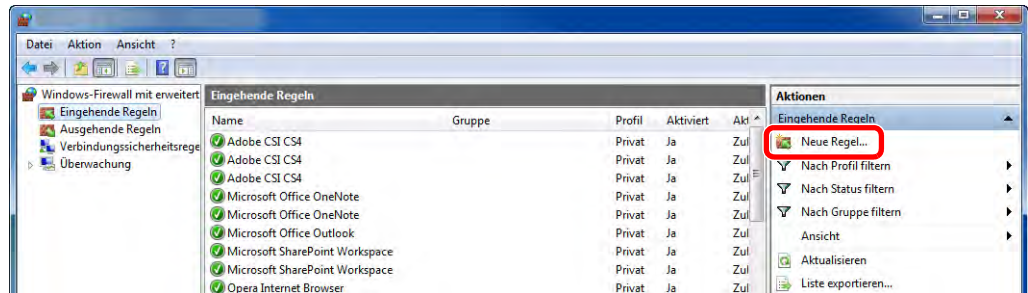 Datei Aktion Ansicht ?
Windows-Firewall mit erweitert
Eingehende Regeln
Ausgehende Regeln
Verbindungssicherheitsrege
Überwachung
Eingehende Regeln
Name Gruppe Profil Aktiviert Akt
Adobe CSI CS4 Privat Ja Zul
Adobe CSI CS4 Privat Ja Zul
Adobe CSI CS4 Privat Ja Zul
Microsoft Office OneNote Privat Ja Zul
Microsoft Office OneNote Privat Ja Zul
Microsoft Office Outlook Privat Ja Zul
Microsoft SharePoint Workspace Privat Ja Zul
Microsoft SharePoint Workspace Privat Ja Zul
Opera Internet Browser Privat Ja Zul
Aktionen
Eingehende Regeln
Neue Regel...
Nach Profil filtern
Nach Status filtern
Nach Gruppe filtern
Ansicht
Aktualisieren
Liste exportieren...